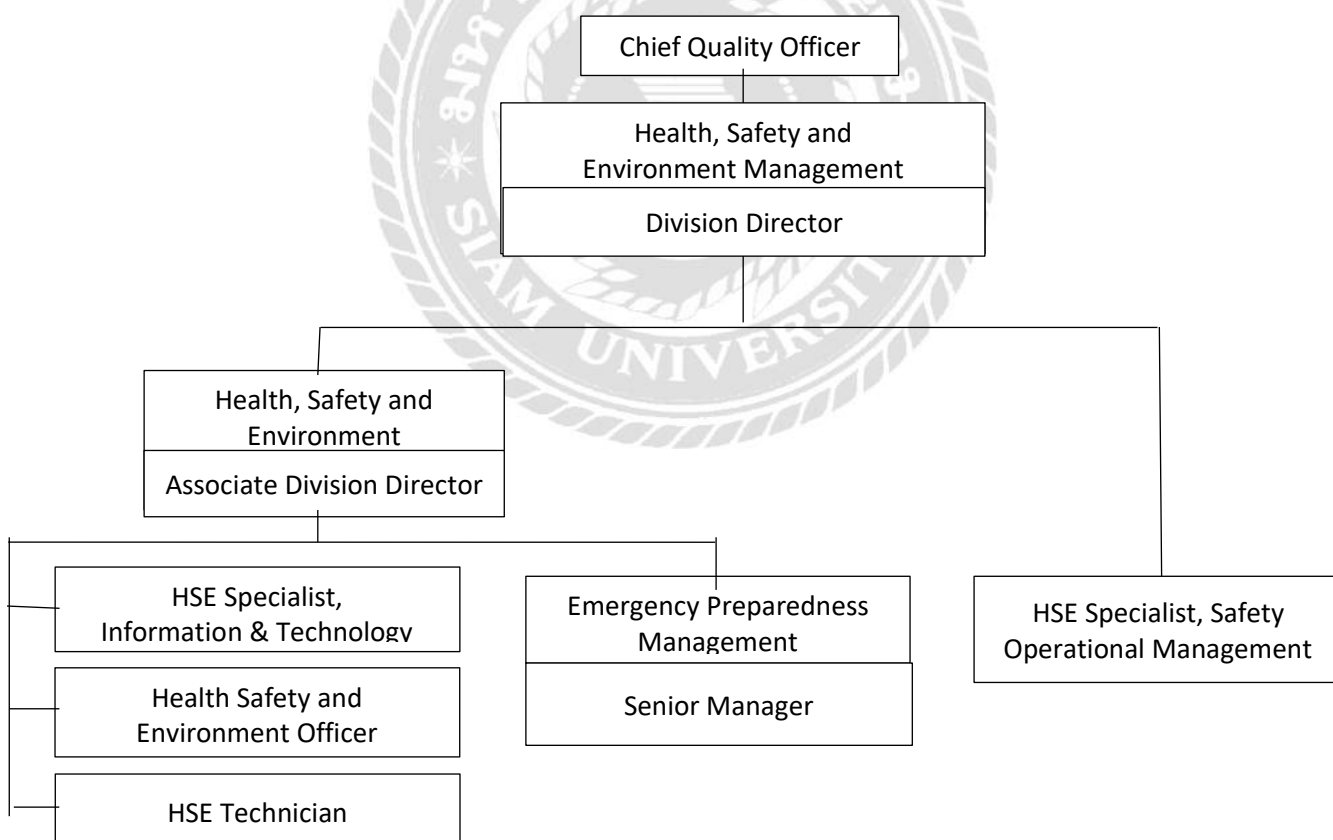 Chief Quality Officer
Health, Safety and
Environment Management
Division Director
SIAM UNIVERSITY
Health, Safety and
Environment
Associate Division Director
HSE Specialist,
Information & Technology
Emergency Preparedness
Management
HSE Specialist, Safety
Operational Management
Health Safety and
Environment Officer
Senior Manager
HSE Technician